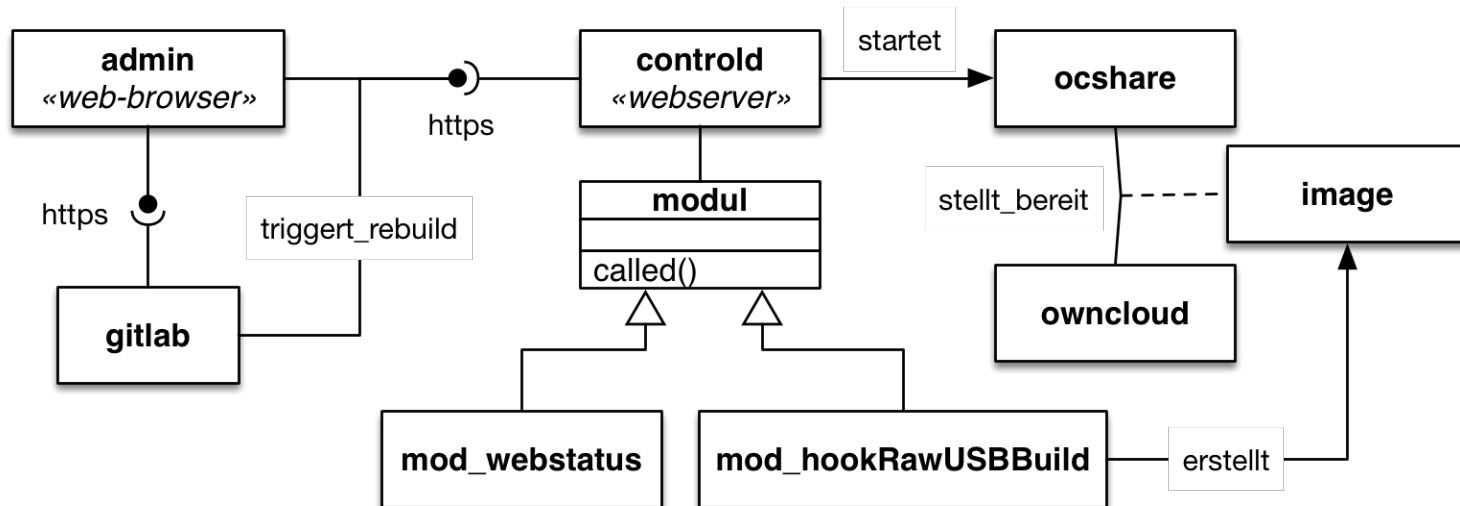 admin
«web-browser»
https
controld
«webserver»
startet
ocshare
https
triggert_rebuild
modul
called()
stellt_bereit
image
gitlab
owncloud
mod_webstatus
mod_hookRawUSBBuild
erstellt